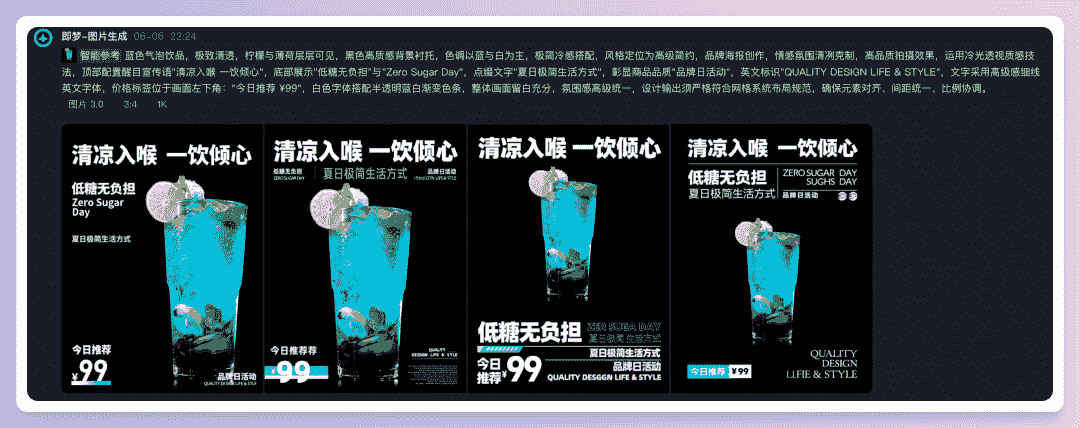 即梦-图片生成 06-06 22:24
智能参考 蓝色气泡饮品，极致清透，柠檬与薄荷层层可见，黑色高质感背景衬托，色调以蓝与白为主，极简冷感搭配，风格定位为高级简约，品牌海报创作，情感氛围清冽克制，高品质拍摄效果，运用冷光透视质感技
法，顶部配置醒目宣传语"清凉入喉 一饮倾心"，底部展示"低糖无负担"与"Zero Sugar Day"，点缀文字"夏日极简生活方式"，彰显商品品质"品牌日活动"，英文标识"QUALITY DESIGN LIFE & STYLE"，文字采用高级感细线
英文字体，价格标签位于画面左下角："今日推荐 ¥99"，白色字体搭配半透明蓝白渐变色条，整体画面留白充分，氛围感高级统一，设计输出须严格符合网格系统布局规范，确保元素对齐、间距统一、比例协调。
图片 3.0 3:4 1K
清凉入喉 一饮倾心
低糖无负担
Zero Sugar
Day
夏日极简生活方式
今日推荐
¥99
品牌日活动
QUALITY DESIGN LIFE & STYLE
清凉入喉 一饮倾心
低糖无负担
ZERO SUGAR DAY
夏日极简生活方式
品牌日活动
今日推荐荐
¥99
QUALITY
DESIGN LIFE & STYLE
清凉入喉 一饮倾心
低糖无负担
ZER SUGA DAY
夏日极简生活方式
夏日极简生活方式
今日
推荐
¥99
品牌日活动
QUALITY DESGGN LIFE & STYLE
清凉入喉 一饮倾心
低糖无负担
夏日极简生活方式
ZERO SUGAR DAY
SUGHS DAY
品牌日活动
今日推荐 ¥99
QUALITY
DESIGN
LLFIE & STYLE